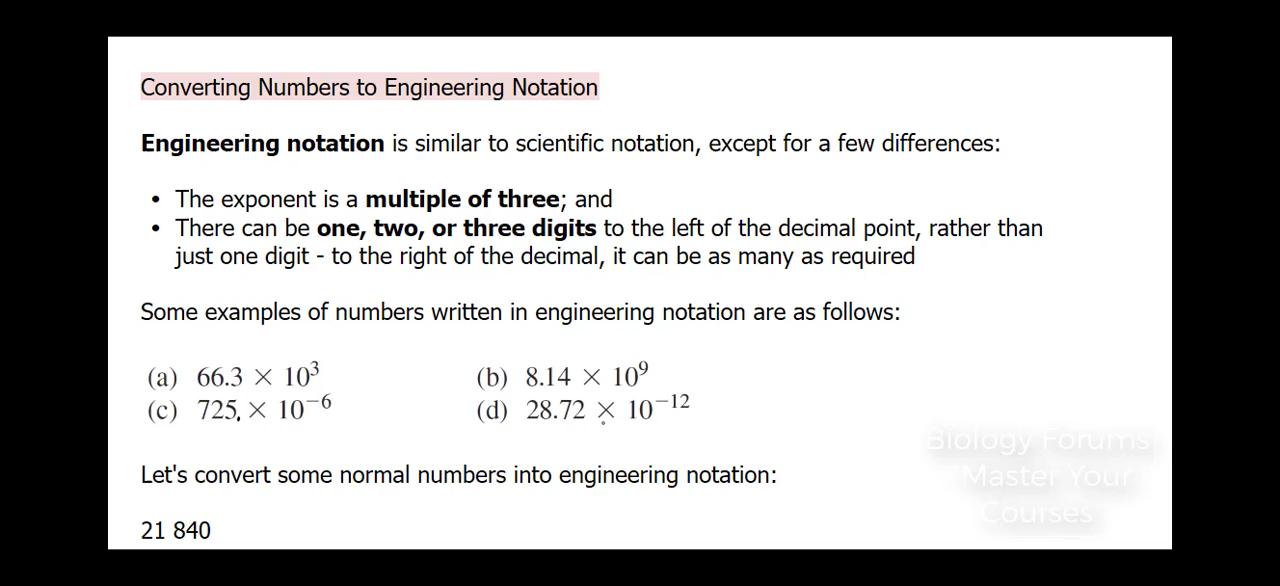 Converting Numbers to Engineering Notation
Engineering notation is similar to scientific notation, except for a few differences:
• The exponent is a multiple of three; and
• There can be one, two, or three digits to the left of the decimal point, rather than
just one digit - to the right of the decimal, it can be as many as required
Some examples of numbers written in engineering notation are as follows:
(a) 66.3 × 10³ (b) 8.14 × 10⁹
(c) 725. × 10⁻⁶ (d) 28.72 × 10⁻¹²
Biology Forums
Master Your
Courses
Let's convert some normal numbers into engineering notation:
21 840